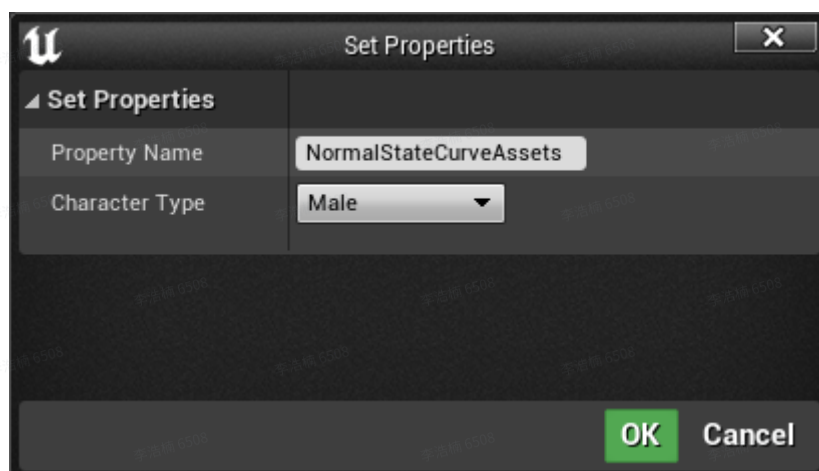 Set Properties
Set Properties
Property Name NormalStateCurveAssets
Character Type Male
OK Cancel